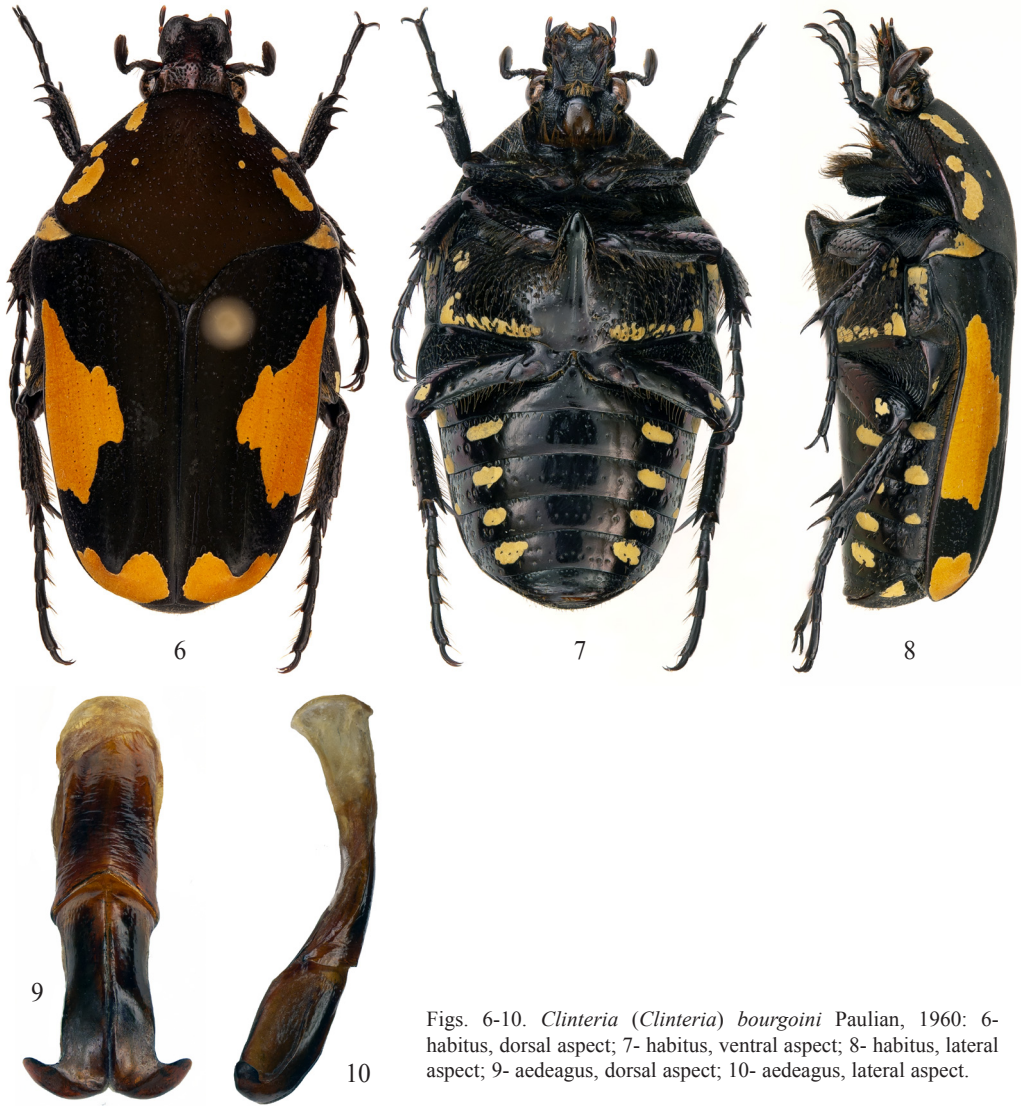 6
7
8
9
10
Figs. 6-10. Clinteria (Clinteria) bourgoini Paulian, 1960: 6-
habitus, dorsal aspect; 7- habitus, ventral aspect; 8- habitus, lateral
aspect; 9- aedeagus, dorsal aspect; 10- aedeagus, lateral aspect.